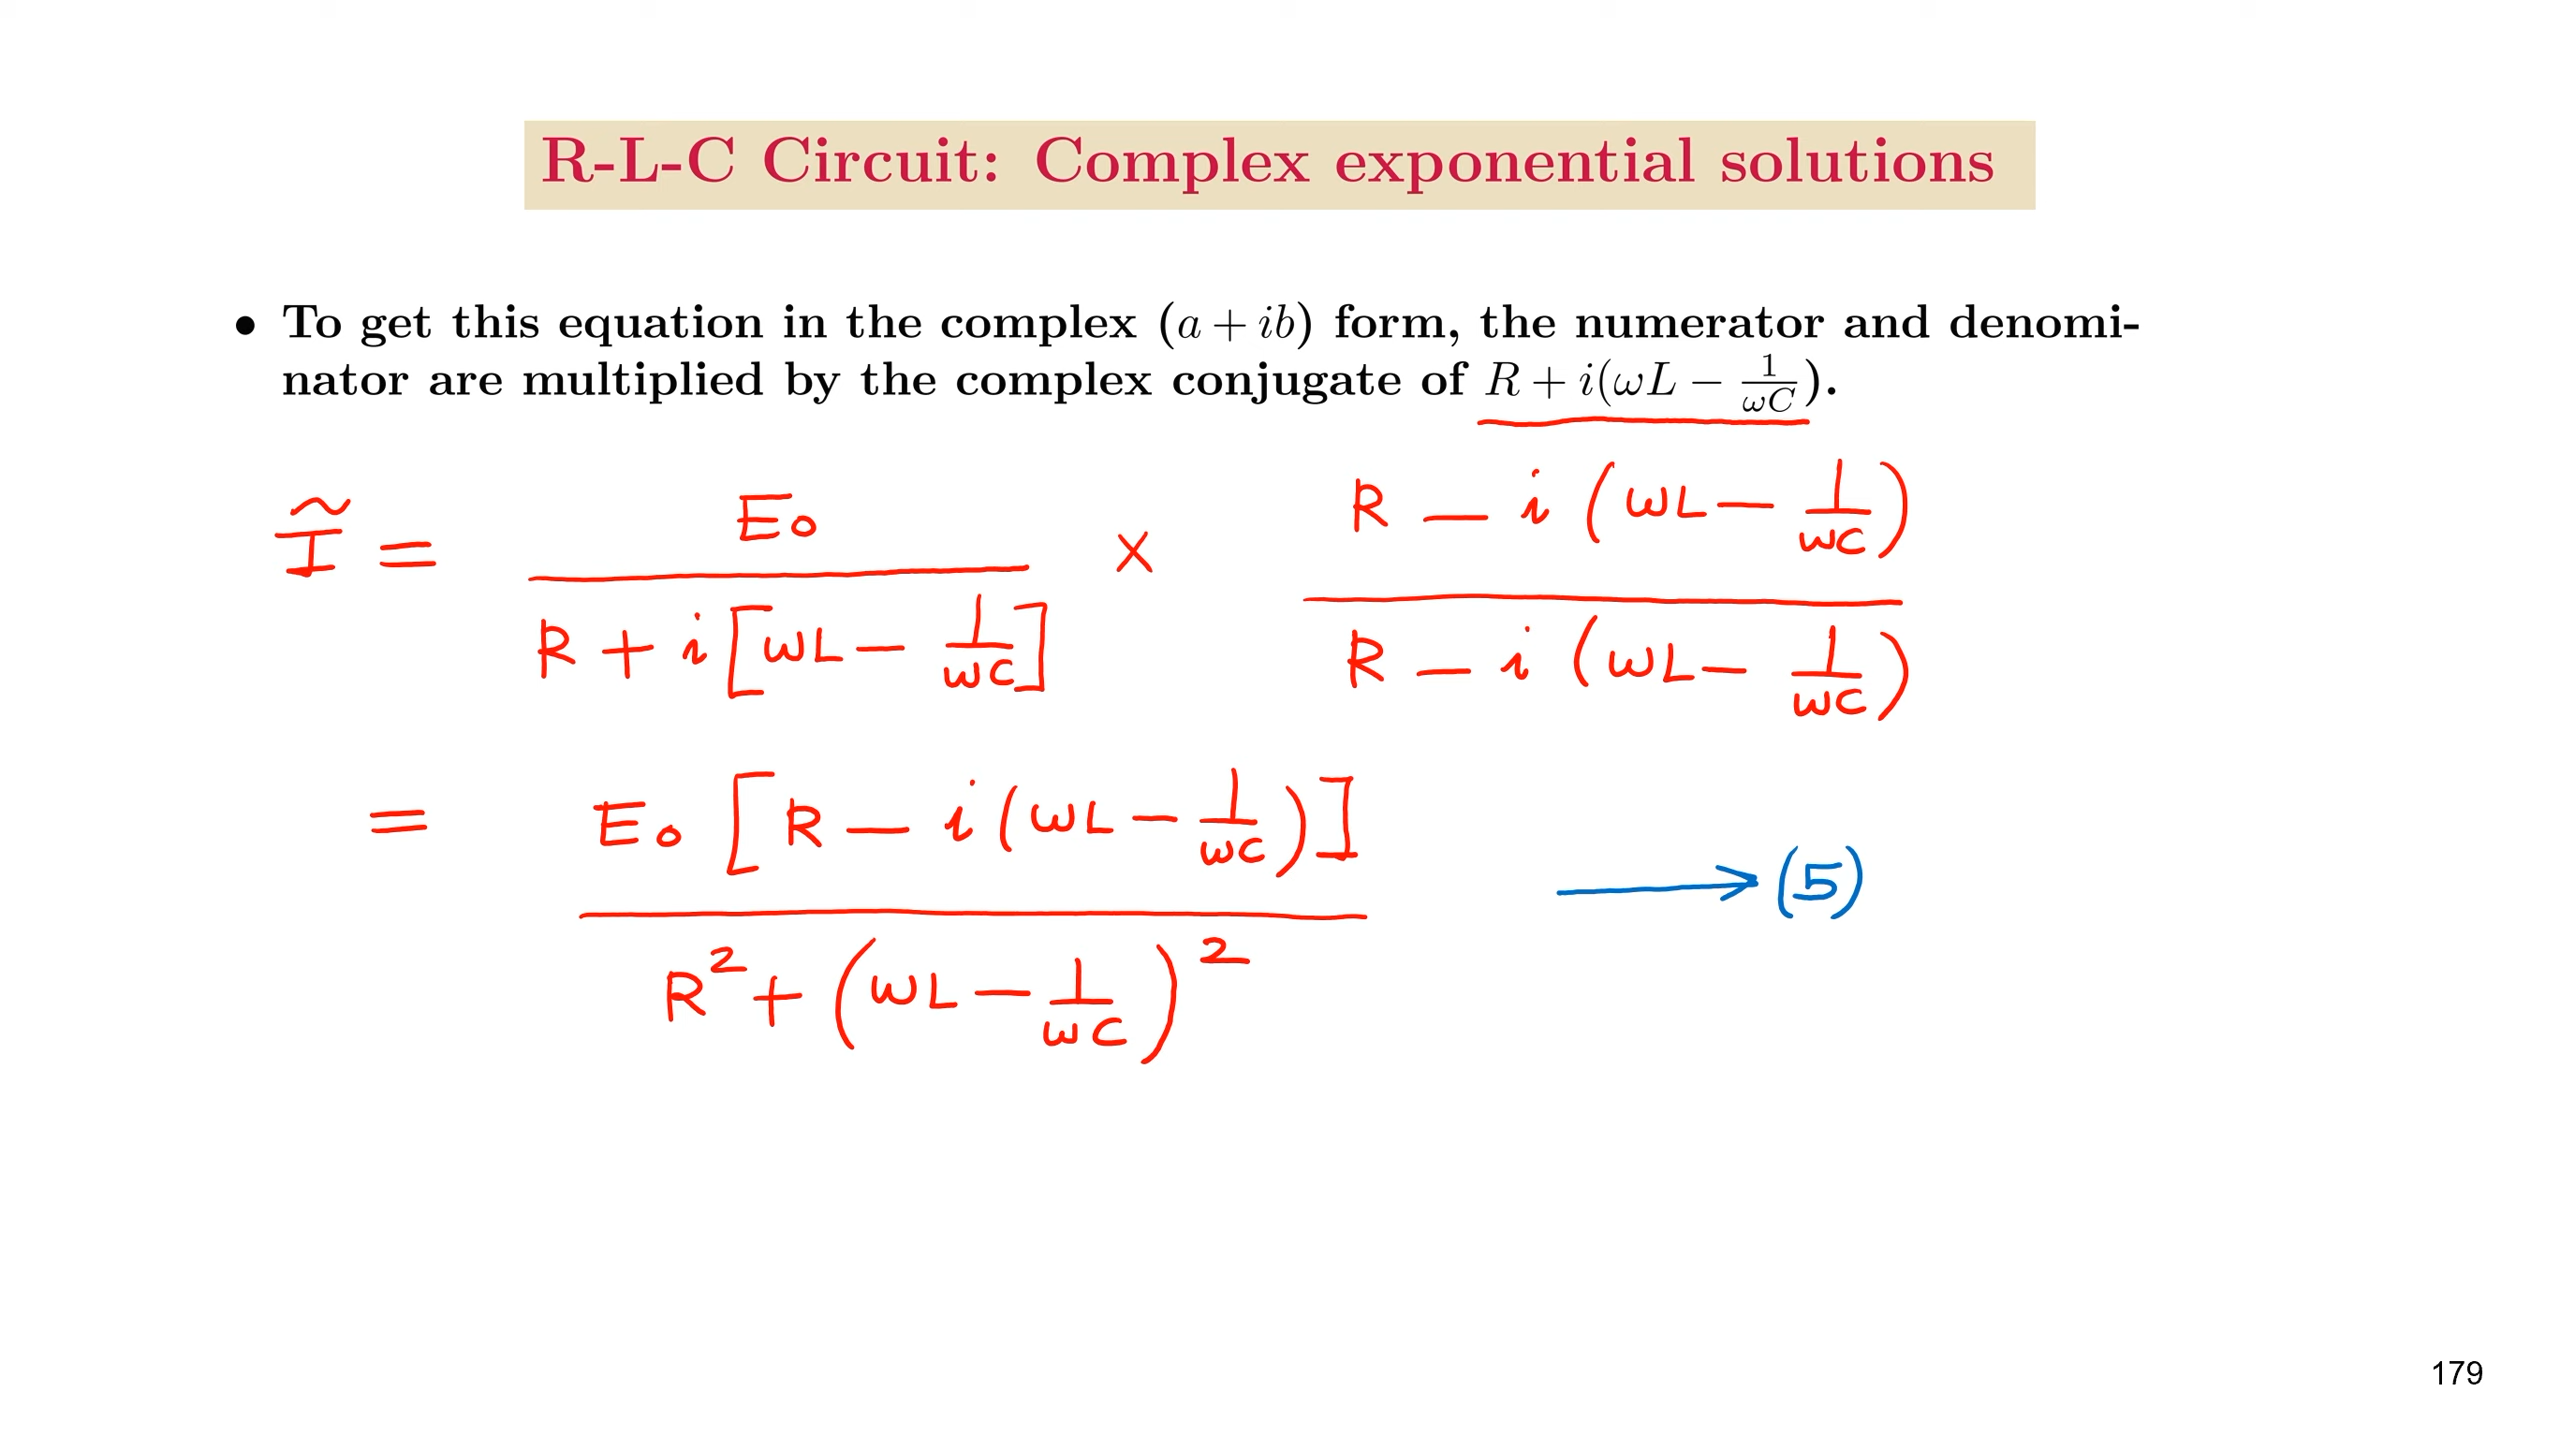 R-L-C Circuit: Complex exponential solutions
• To get this equation in the complex (a + ib) form, the numerator and denomi-
nator are multiplied by the complex conjugate of R + i(ωL − 1/ωC).
Ĩ = E₀ / (R + i[ωL − 1/ωC]) × (R − i(ωL − 1/ωC)) / (R − i(ωL − 1/ωC))
= E₀[R − i(ωL − 1/ωC)] / (R² + (ωL − 1/ωC)²) → (5)
179